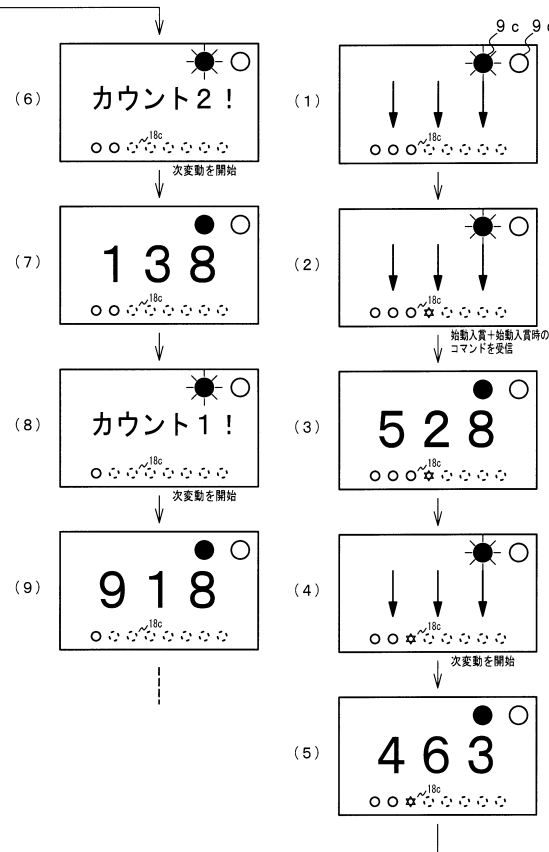 9c 9c
(1)
18c
(2)
18c
始動入賞+始動入賞時の
コマンドを受信
(3)
528
18c
(4)
18c
次変動を開始
(5)
463
18c
(6)
カウント2!
18c
次変動を開始
(7)
138
18c
(8)
カウント1!
18c
次変動を開始
(9)
918
18c